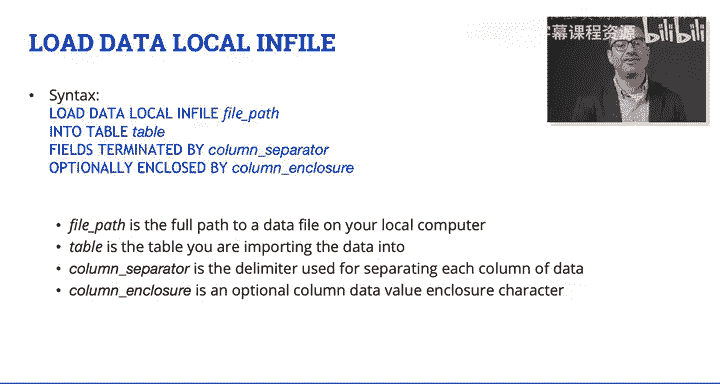 LOAD DATA LOCAL INFILE
字幕课程资源 bilibili
• Syntax:
LOAD DATA LOCAL INFILE file_path
INTO TABLE table
FIELDS TERMINATED BY column_separator
OPTIONALLY ENCLOSED BY column_enclosure
• file_path is the full path to a data file on your local computer
• table is the table you are importing the data into
• column_separator is the delimiter used for separating each column of data
• column_enclosure is an optional column data value enclosure character